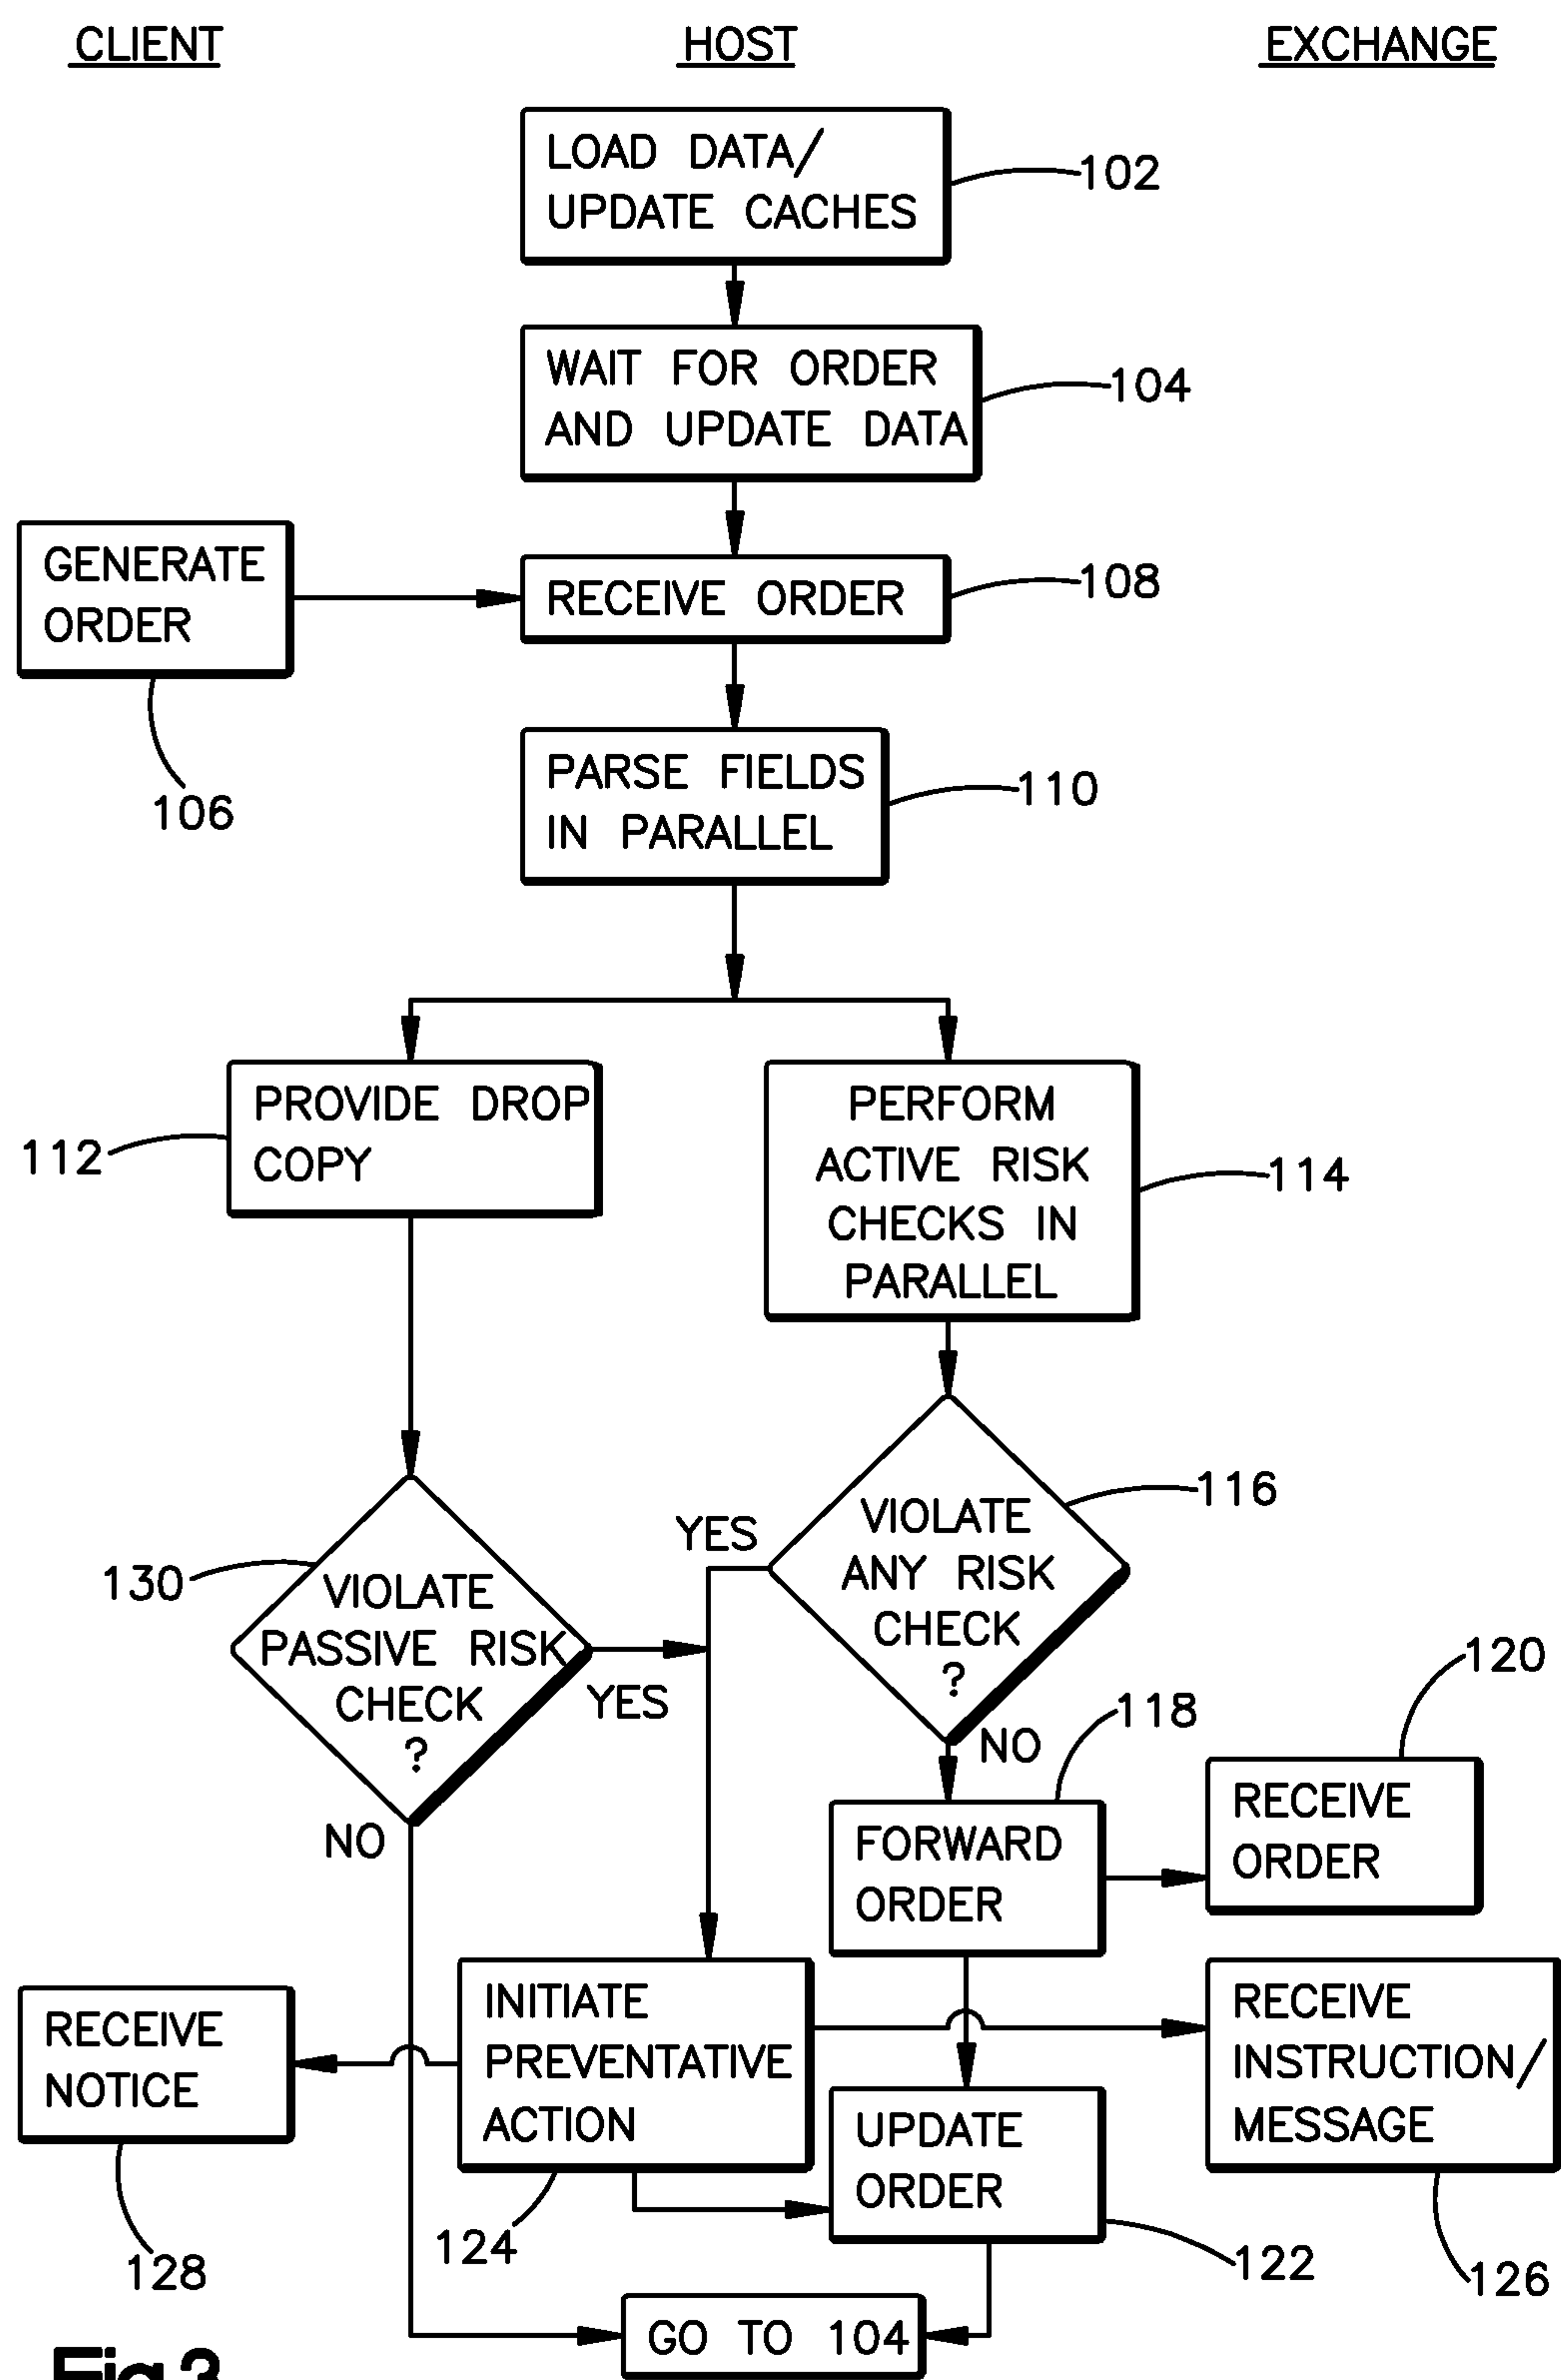 CLIENT
HOST
EXCHANGE
LOAD DATA/
UPDATE CACHES
102
WAIT FOR ORDER
AND UPDATE DATA
104
GENERATE
ORDER
106
RECEIVE ORDER
108
PARSE FIELDS
IN PARALLEL
110
PROVIDE DROP
COPY
112
PERFORM
ACTIVE RISK
CHECKS IN
PARALLEL
114
VIOLATE
ANY RISK
CHECK
?
116
YES
NO
VIOLATE
PASSIVE RISK
CHECK
?
130
YES
NO
FORWARD
ORDER
118
RECEIVE
ORDER
120
RECEIVE
NOTICE
128
INITIATE
PREVENTATIVE
ACTION
124
RECEIVE
INSTRUCTION/
MESSAGE
126
UPDATE
ORDER
122
GO TO 104
Fig.3